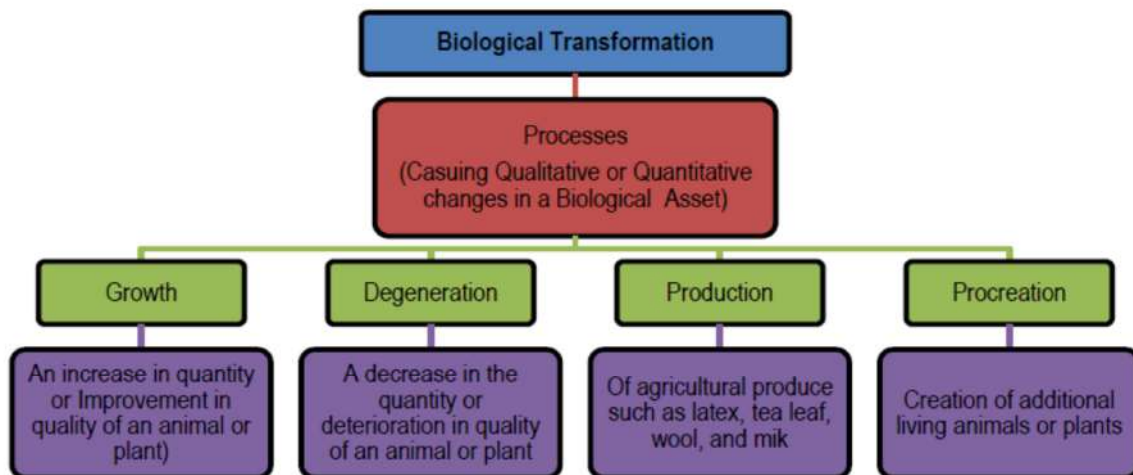 Biological Transformation
Processes
(Casuing Qualitative or Quantitative
changes in a Biological Asset)
Growth
Degeneration
Production
Procreation
An increase in quantity
or Improvement in
quality of an animal or
plant)
A decrease in the
quantity or
deterioration in quality
of an animal or plant
Of agricultural produce
such as latex, tea leaf,
wool, and mik
Creation of additional
living animals or plants